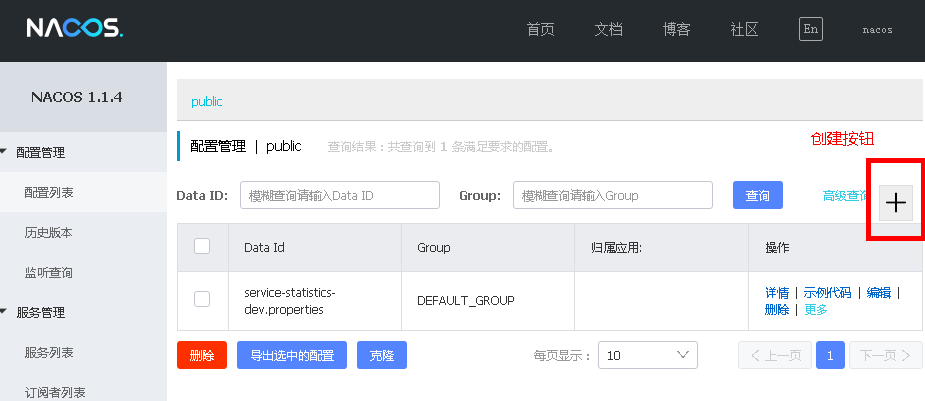 NACOS.
首页 文档 博客 社区 En nacos
NACOS 1.1.4
配置管理
配置列表
历史版本
监听查询
服务管理
服务列表
订阅者列表
public
配置管理 | public 查询结果：共查询到 1 条满足要求的配置。
创建按钮
Data ID: 模糊查询请输入Data ID Group: 模糊查询请输入Group 查询 高级查询
Data Id Group 归属应用: 操作
service-statistics-
dev.properties
DEFAULT_GROUP
详情 | 示例代码 | 编辑 |
删除 | 更多
删除 导出选中的配置 克隆 每页显示： 10 上一页 1 下一页